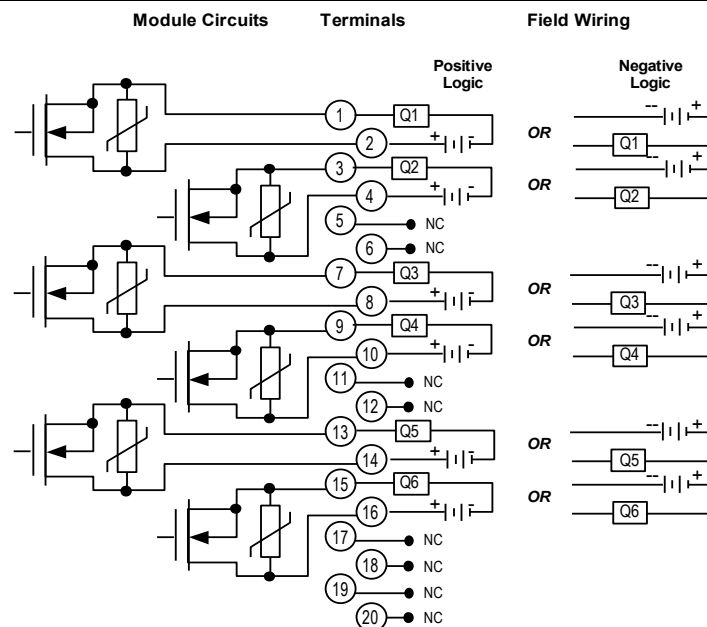 Module Circuits Terminals Field Wiring
Positive Logic Negative Logic
1 Q1 -- +
+ - OR
2 Q1
3 Q2 -- +
4 + - OR Q2
5 NC
6 NC
7 Q3 -- +
8 + - OR Q3
9 Q4 -- +
10 + - OR Q4
11 NC
12 NC
13 Q5 -- +
14 + - OR Q5
15 Q6 -- +
16 + - OR Q6
17 NC
18 NC
19 NC
20 NC